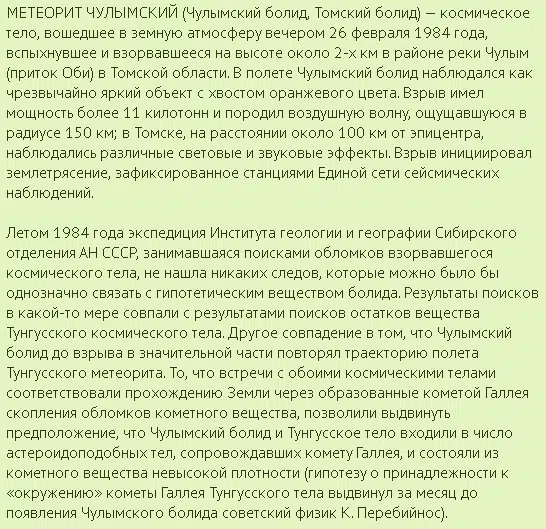 МЕТЕОРИТ ЧУЛЫМСКИЙ (Чулымский болид, Томский болид) — космическое
тело, вошедшее в земную атмосферу вечером 26 февраля 1984 года,
вспыхнувшее и взорвавшееся на высоте около 2-х км в районе реки Чулым
(приток Оби) в Томской области. В полете Чулымский болид наблюдался как
чрезвычайно яркий объект с хвостом оранжевого цвета. Взрыв имел
мощность более 11 килотонн и породил воздушную волну, ощущавшуюся в
радиусе 150 км; в Томске, на расстоянии около 100 км от эпицентра,
наблюдались различные световые и звуковые эффекты. Взрыв инициировал
землетрясение, зафиксированное станциями Единой сети сейсмических
наблюдений.

Летом 1984 года экспедиция Института геологии и географии Сибирского
отделения АН СССР, занимавшаяся поисками обломков взорвавшегося
космического тела, не нашла никаких следов, которые можно было бы
однозначно связать с гипотетическим веществом болида. Результаты поисков
в какой-то мере совпали с результатами поисков остатков вещества
Тунгусского космического тела. Другое совпадение в том, что Чулымский
болид до взрыва в значительной части повторял траекторию полета
Тунгусского метеорита. То, что встречи с обоими космическими телами
соответствовали прохождению Земли через образованные кометой Галлея
скопления обломков кометного вещества, позволили выдвинуть
предположение, что Чулымский болид и Тунгусское тело входили в число
астероидоподобных тел, сопровождавших комету Галлея, и состояли из
кометного вещества невысокой плотности (гипотезу о принадлежности к
«окружению» кометы Галлея Тунгусского тела выдвинул за месяц до
появления Чулымского болида советский физик К. Перебийнос).